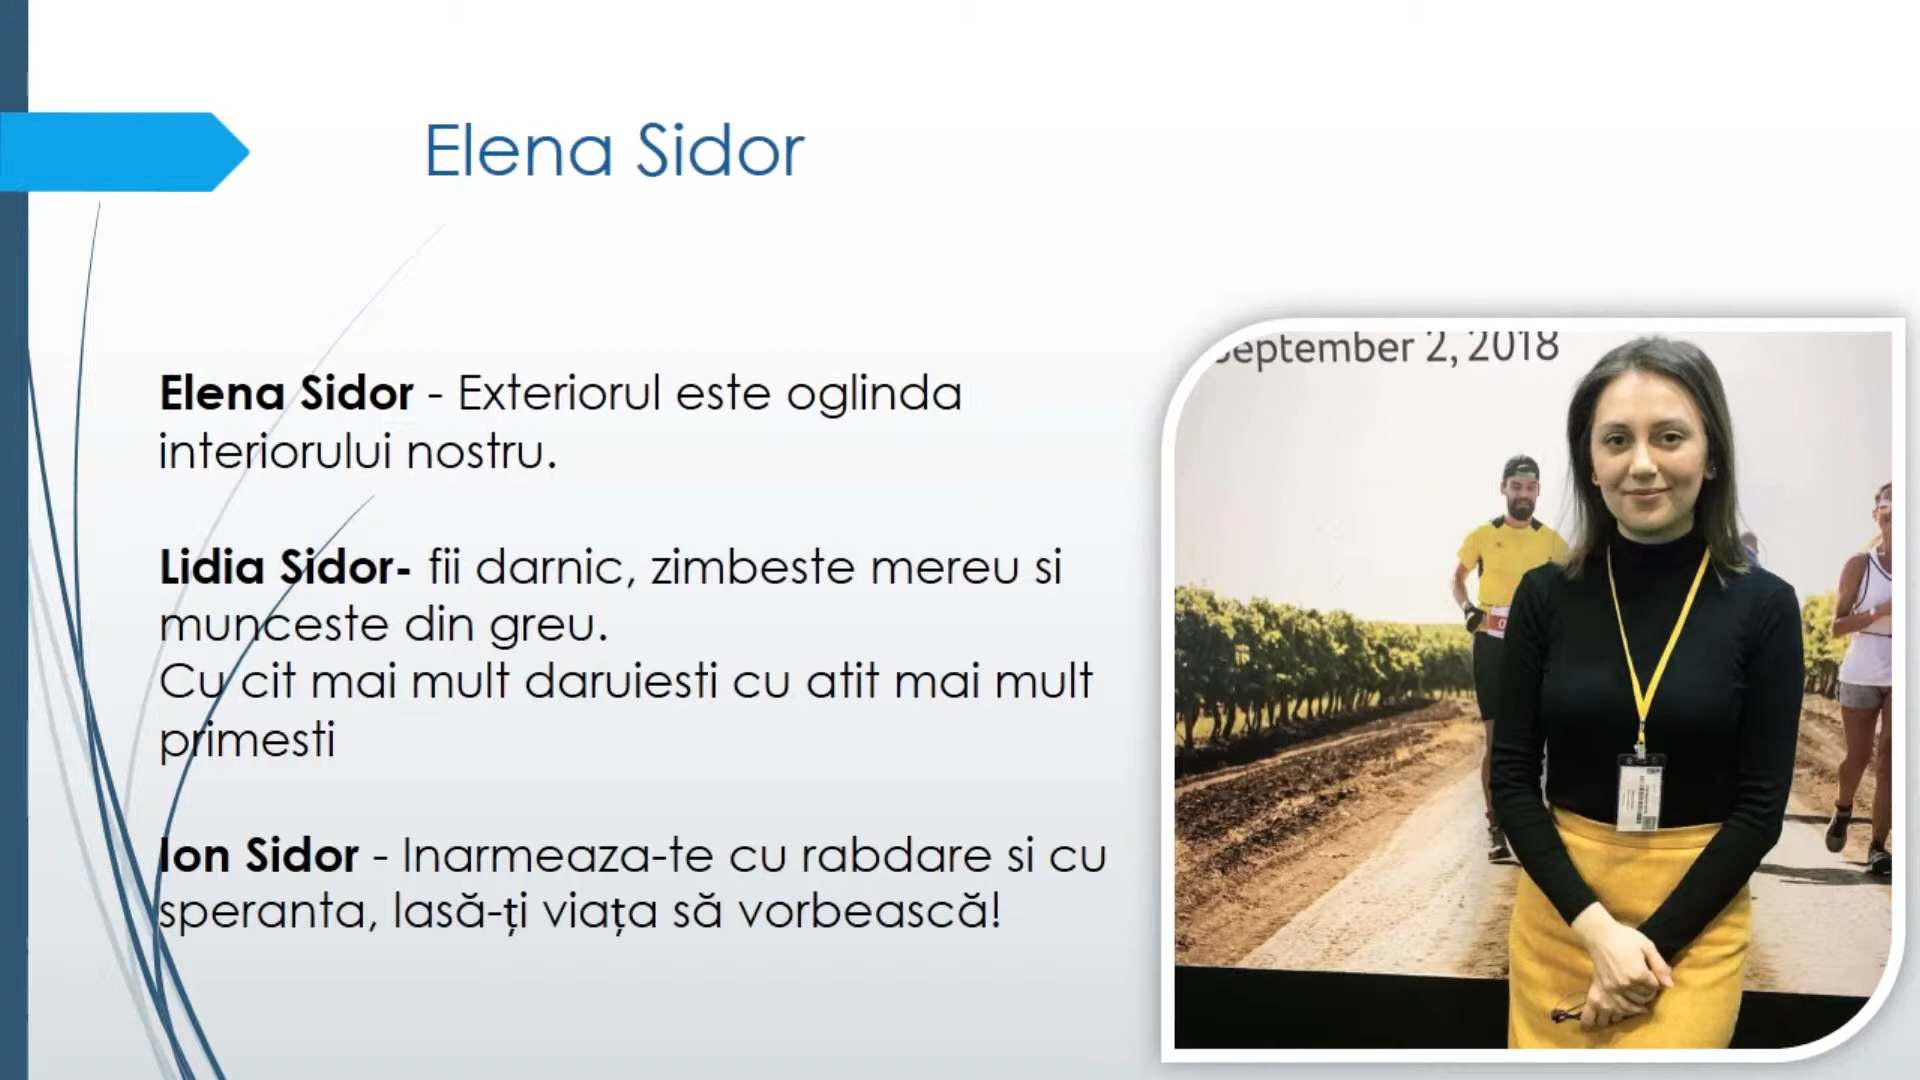 Elena Sidor
Elena Sidor - Exteriorul este oglinda
interiorului nostru.
Lidia Sidor- fii darnic, zimbeste mereu si
munceste din greu.
Cu cit mai mult daruiesti cu atit mai mult
primesti
Ion Sidor - Inarmeaza-te cu rabdare si cu
speranta, lasă-ți viața să vorbească!
September 2, 2018